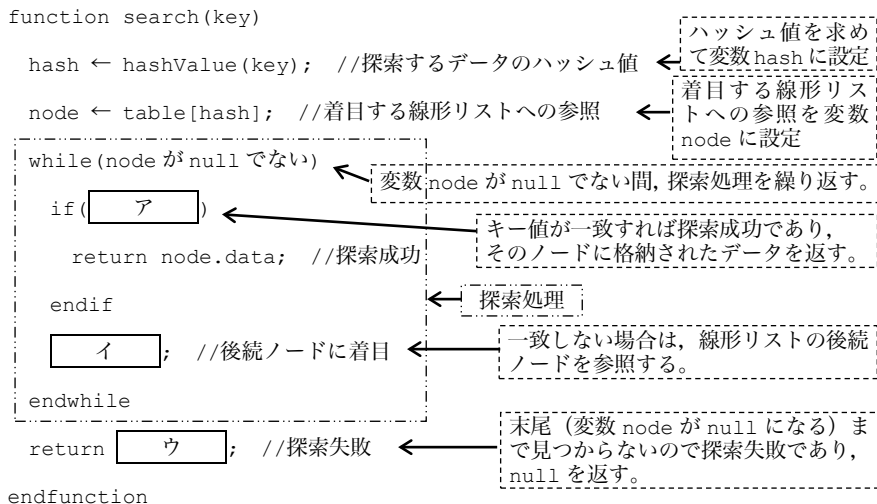 function search(key)
ハッシュ値を求め
て変数hashに設定
hash ← hashValue(key); //探索するデータのハッシュ値
着目する線形リス
トへの参照を変数
nodeに設定
node ← table[hash]; //着目する線形リストへの参照
while(nodeがnullでない)
変数nodeがnullでない間,探索処理を繰り返す。
if( ア )
キー値が一致すれば探索成功であり,
そのノードに格納されたデータを返す。
return node.data; //探索成功
endif
探索処理
イ ; //後続ノードに着目
一致しない場合は,線形リストの後続
ノードを参照する。
endwhile
return ウ ; //探索失敗
末尾（変数nodeがnullになる）ま
で見つからないので探索失敗であり,
nullを返す。
endfunction